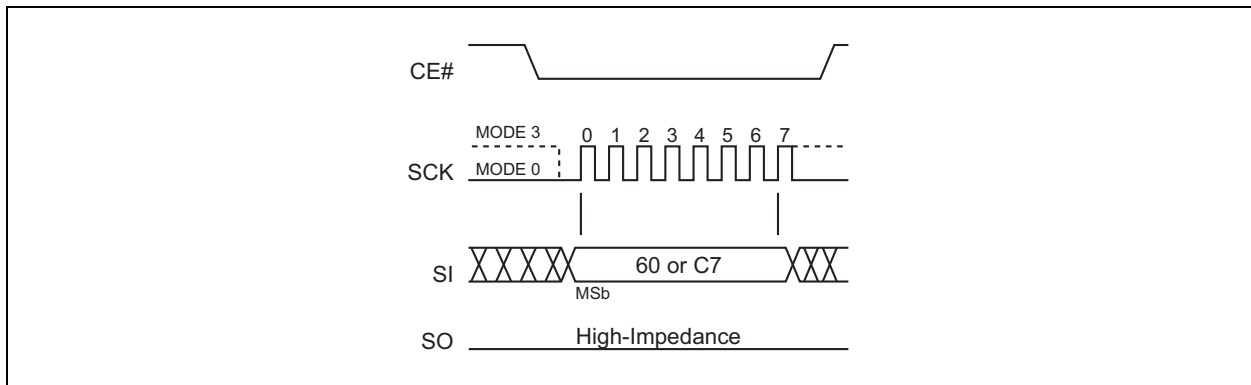 CE#
MODE 3
0 1 2 3 4 5 6 7
SCK
MODE 0
SI
60 or C7
MSb
SO
High-Impedance